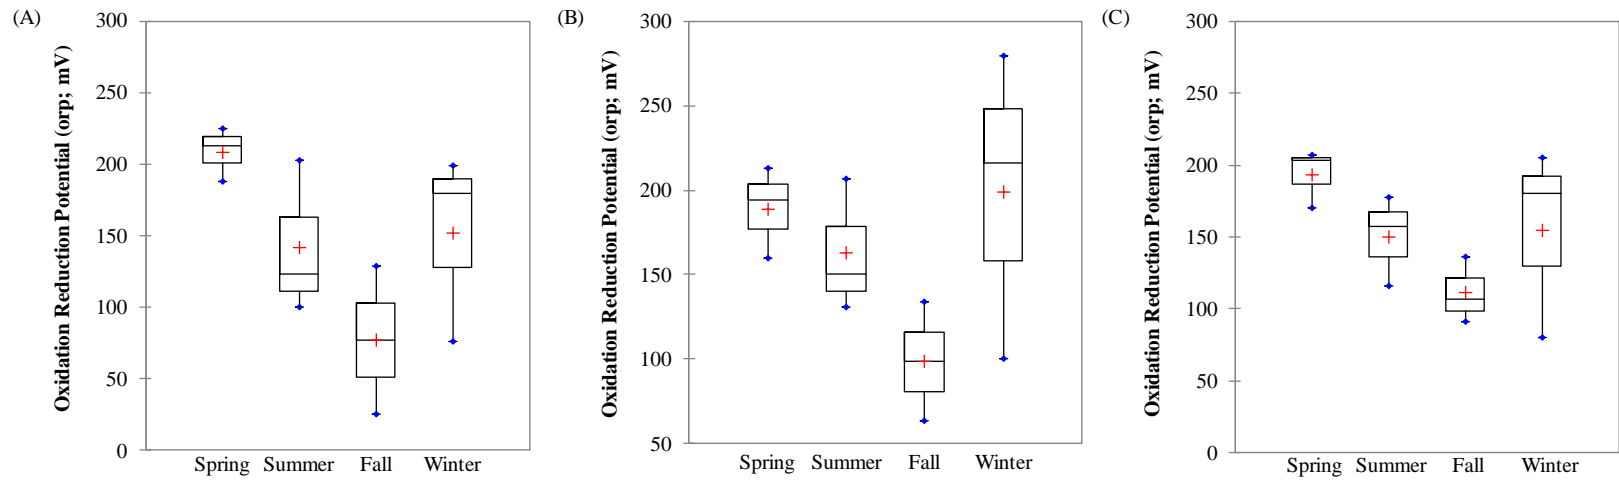 (A)
Oxidation Reduction Potential (orp; mV)
300
250
200
150
100
50
0
Spring Summer Fall Winter
(B)
Oxidation Reduction Potential (orp; mV)
300
250
200
150
100
50
Spring Summer Fall Winter
(C)
Oxidation Reduction Potential (orp; mV)
300
250
200
150
100
50
0
Spring Summer Fall Winter